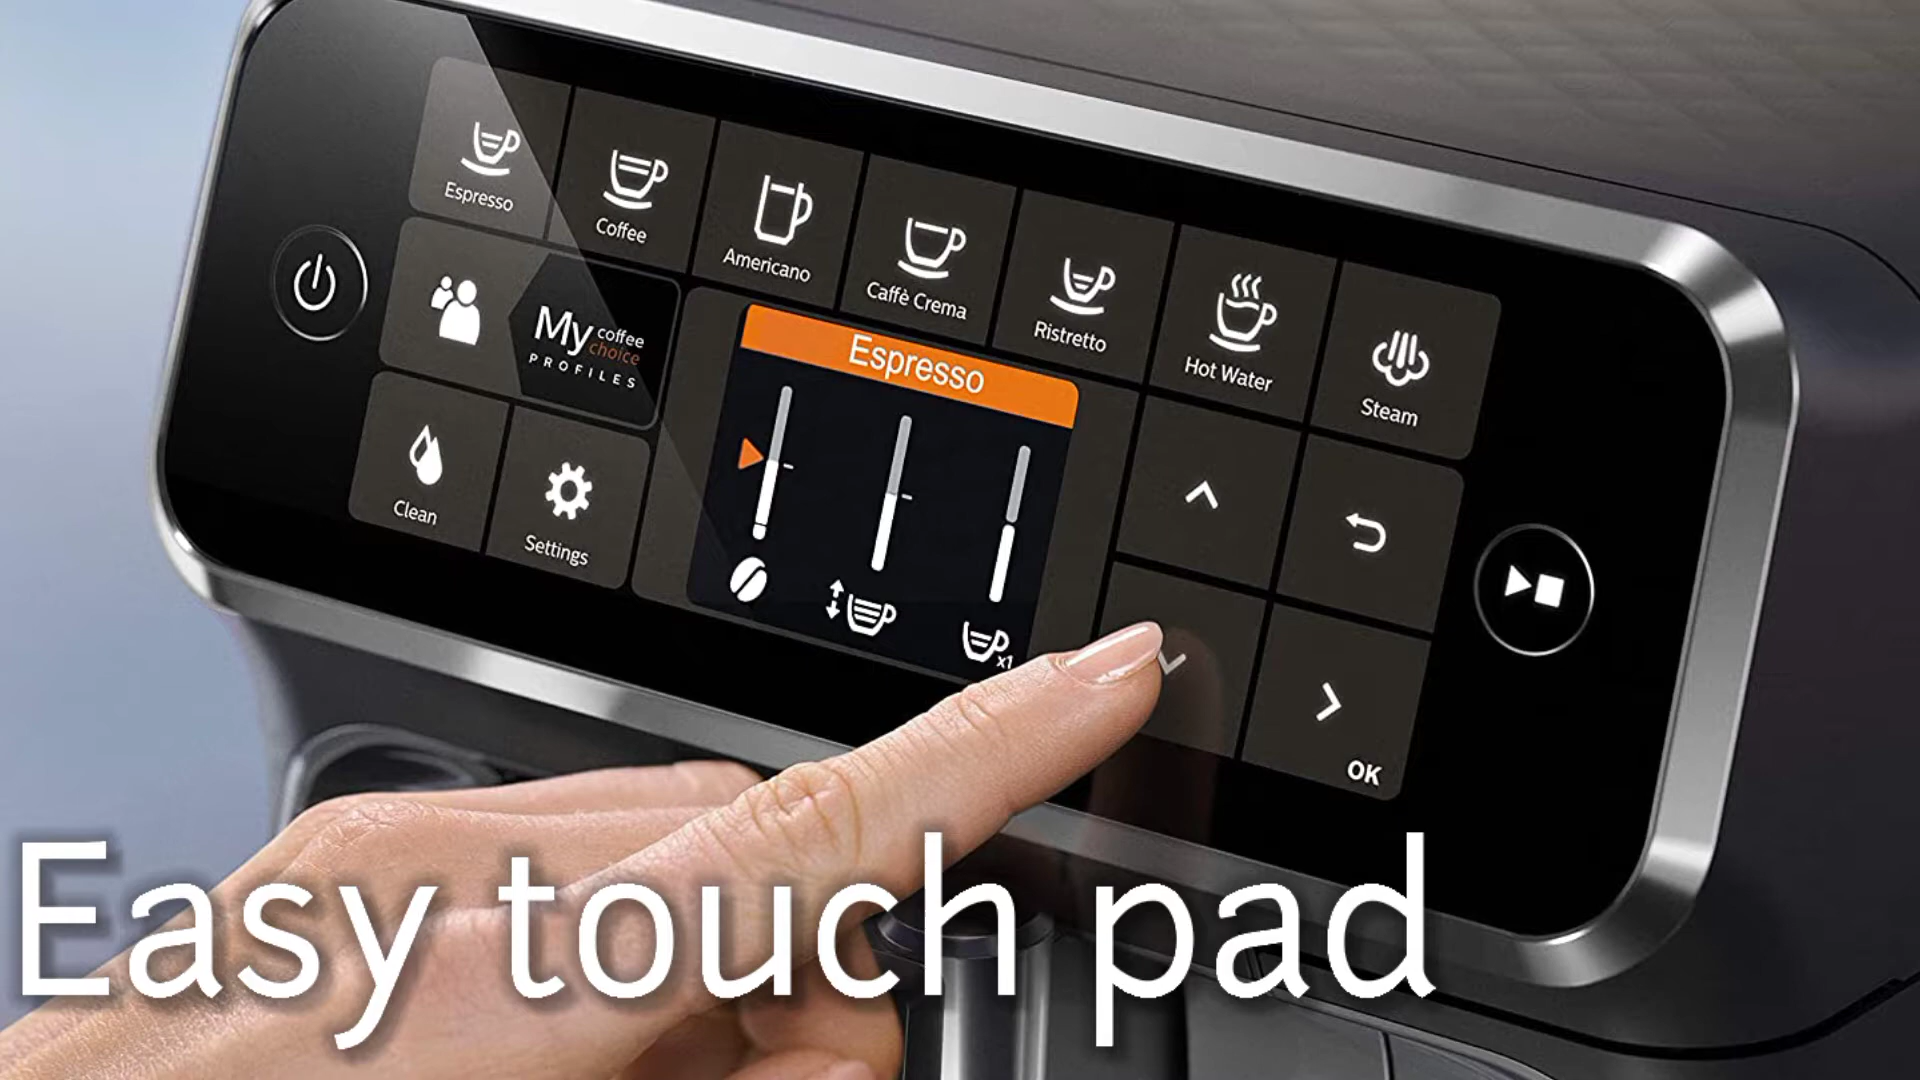 Espresso
Coffee
Americano
Caffè Crema
Ristretto
Hot Water
Steam
My coffee choice
PROFILES
Espresso
Clean
Settings
x1
OK
Easy touch pad